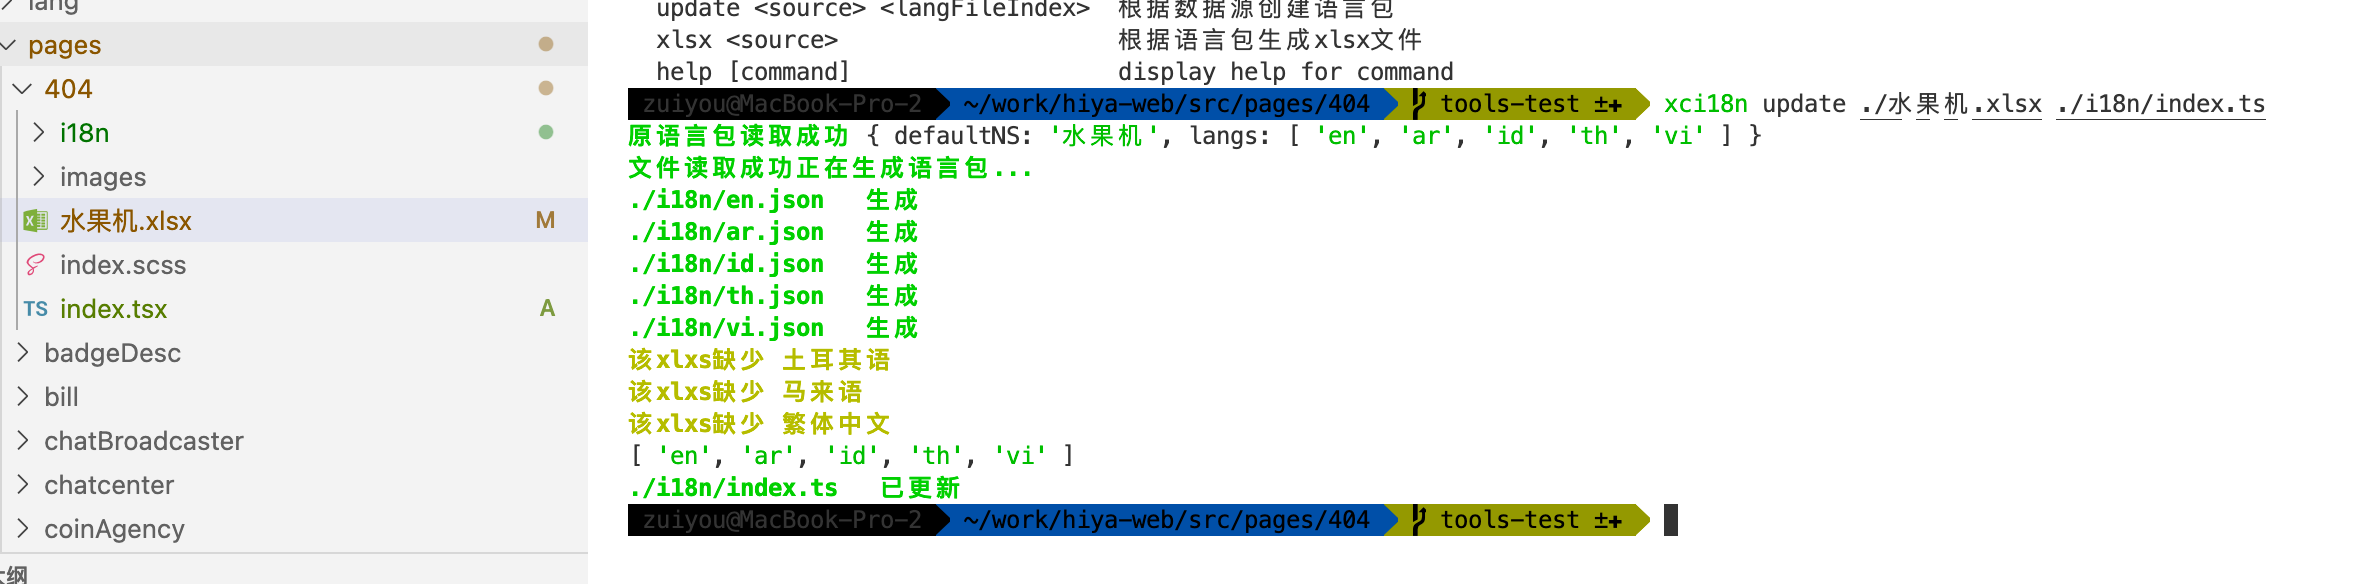 lang
pages
404
i18n
images
水果机.xlsx M
index.scss
TS index.tsx A
badgeDesc
bill
chatBroadcaster
chatcenter
coinAgency
大纲
update <source> <langFileIndex> 根据数据源创建语言包
xlsx <source> 根据语言包生成xlsx文件
help [command] display help for command
zuiyou@MacBook-Pro-2 ~/work/hiya-web/src/pages/404 tools-test ±✚ xci18n update ./水果机.xlsx ./i18n/index.ts
原语言包读取成功 { defaultNS: '水果机', langs: [ 'en', 'ar', 'id', 'th', 'vi' ] }
文件读取成功正在生成语言包...
./i18n/en.json 生成
./i18n/ar.json 生成
./i18n/id.json 生成
./i18n/th.json 生成
./i18n/vi.json 生成
该xlxs缺少 土耳其语
该xlxs缺少 马来语
该xlxs缺少 繁体中文
[ 'en', 'ar', 'id', 'th', 'vi' ]
./i18n/index.ts 已更新
zuiyou@MacBook-Pro-2 ~/work/hiya-web/src/pages/404 tools-test ±✚